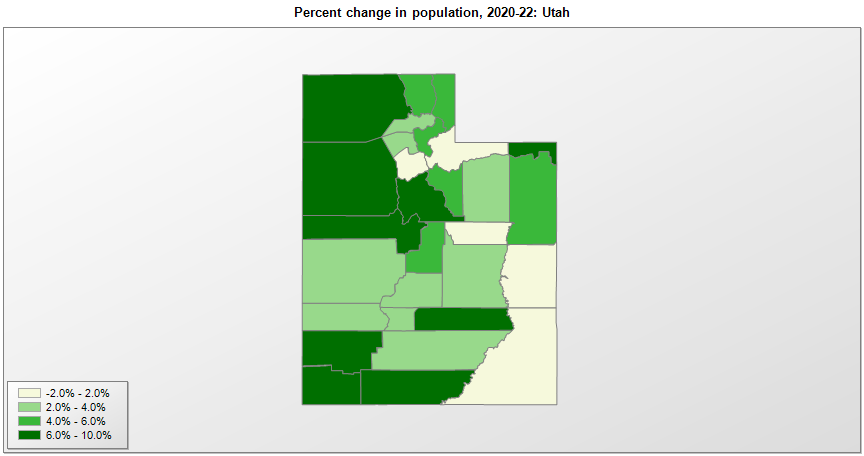 Percent change in population, 2020-22: Utah
-2.0% - 2.0%
2.0% - 4.0%
4.0% - 6.0%
6.0% - 10.0%